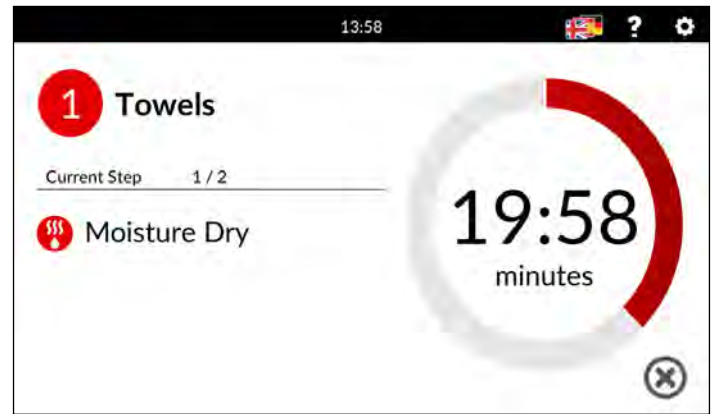 13:58
?
1 Towels
Current Step 1 / 2
Moisture Dry
19:58
minutes